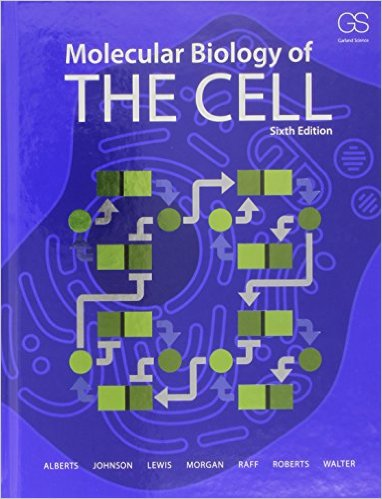 GS
Garland Science
Molecular Biology of
THE CELL
Sixth Edition
ALBERTS JOHNSON LEWIS MORGAN RAFF ROBERTS WALTER